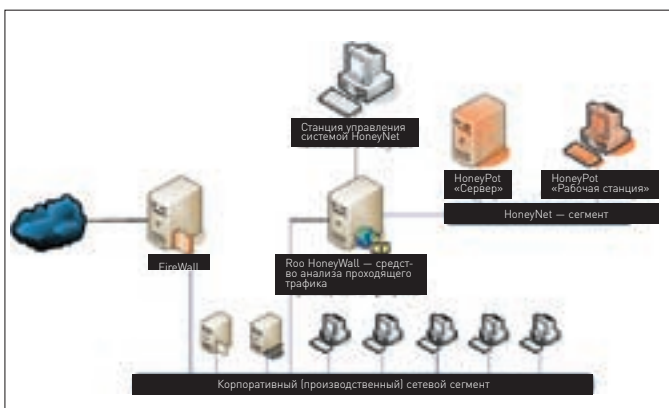 Станция управления
системой HoneyNet
HoneyPot
«Сервер»
HoneyPot
«Рабочая станция»
HoneyNet — сегмент
FireWall
Roo HoneyWall — средст-
во анализа проходящего
трафика
Корпоративный (производственный) сетевой сегмент